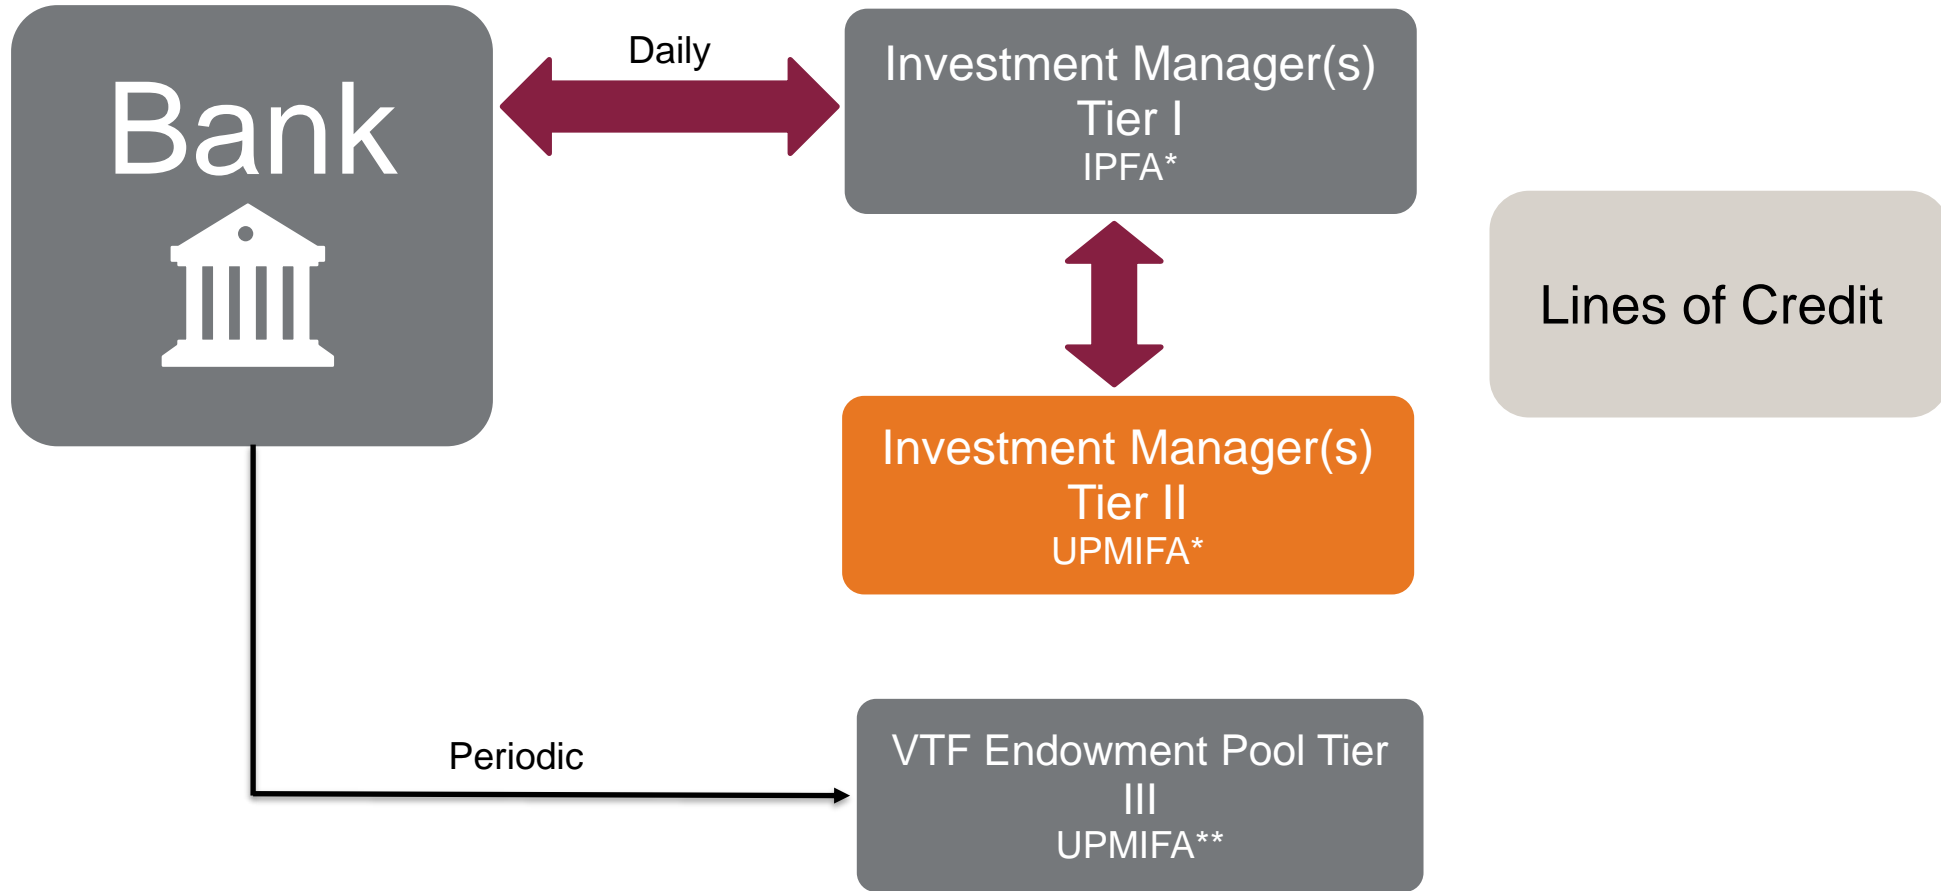 Bank
Daily
Investment Manager(s)
Tier I
IPFA*
Lines of Credit
Investment Manager(s)
Tier II
UPMIFA*
Periodic
VTF Endowment Pool Tier
III
UPMIFA**